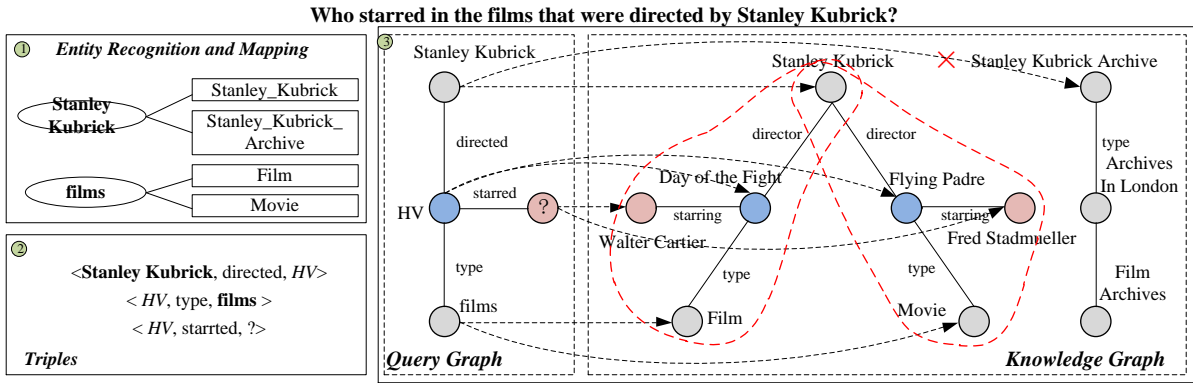 Who starred in the films that were directed by Stanley Kubrick?
1
Entity Recognition and Mapping
Stanley
Kubrick
Stanley_Kubrick
Stanley_Kubrick_
Archive
films
Film
Movie
2
<Stanley Kubrick, directed, HV>
< HV, type, films >
< HV, starrted, ?>
Triples
3
Stanley Kubrick
directed
HV
starred
?
type
films
Query Graph
Stanley Kubrick
director
director
Day of the Fight
Flying Padre
starring
starring
Walter Cartier
Fred Stadmueller
type
type
Film
Movie
Stanley Kubrick Archive
type
Archives
In London
Film
Archives
Knowledge Graph